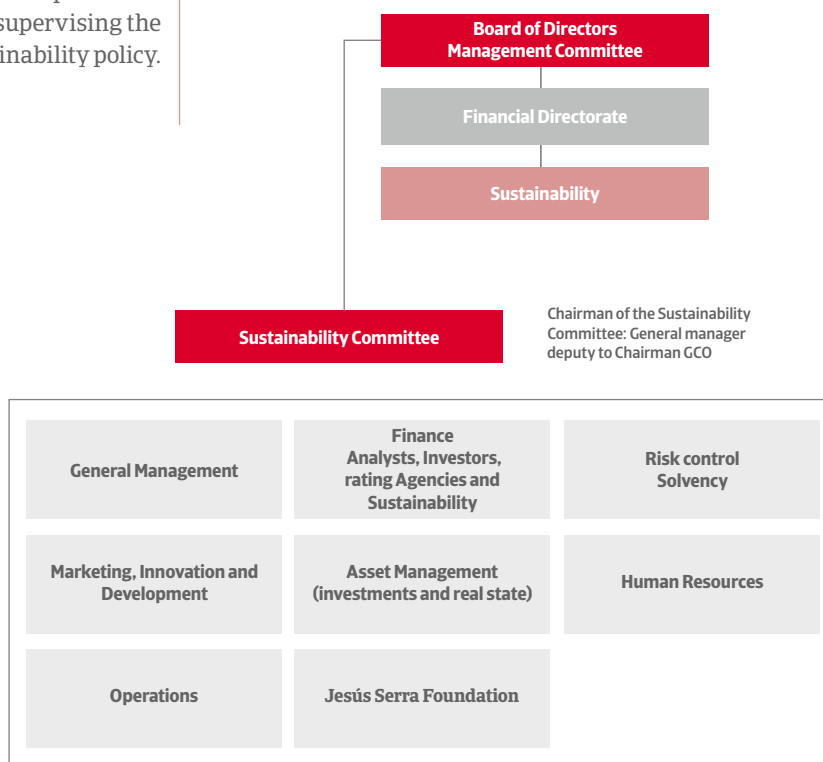 supervising the
inability policy.
Board of Directors
Management Committee
Financial Directorate
Sustainability
Sustainability Committee
Chairman of the Sustainability
Committee: General manager
deputy to Chairman GCO
General Management
Finance
Analysts, Investors,
rating Agencies and
Sustainability
Risk control
Solvency
Marketing, Innovation and
Development
Asset Management
(investments and real state)
Human Resources
Operations
Jesús Serra Foundation